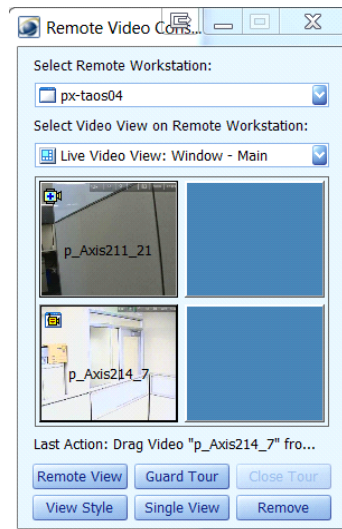 Remote Video Cons...
Select Remote Workstation:
px-taos04
Select Video View on Remote Workstation:
Live Video View: Window - Main
p_Axis211_21
p_Axis214_7
Last Action: Drag Video "p_Axis214_7" fro...
Remote View Guard Tour Close Tour
View Style Single View Remove